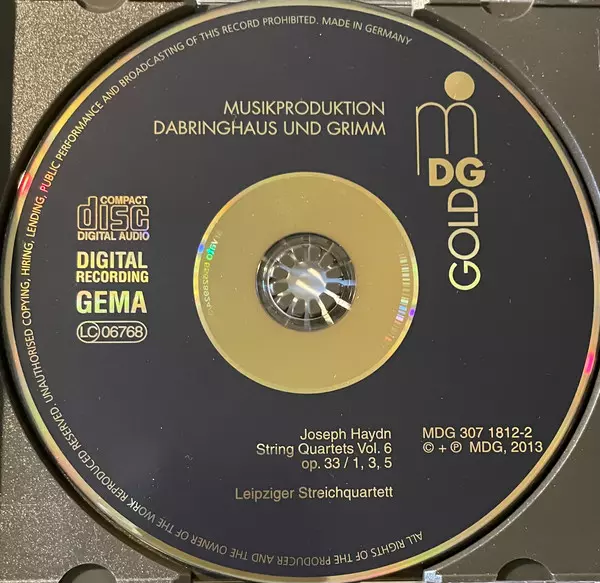 ALL RIGHTS OF THE PRODUCER AND THE OWNER OF THE WORK REPRODUCED RESERVED. UNAUTHORISED COPYING, HIRING, LENDING, PUBLIC PERFORMANCE AND BROADCASTING OF THIS RECORD PROHIBITED. MADE IN GERMANY
MUSIKPRODUKTION
DABRINGHAUS UND GRIMM
m
DG
GOLD
COMPACT
disc
DIGITAL AUDIO
DIGITAL
RECORDING
GEMA
LC 06768
Joseph Haydn
String Quartets Vol. 6
op. 33 / 1, 3, 5
Leipziger Streichquartett
MDG 307 1812-2
© + ℗ MDG, 2013